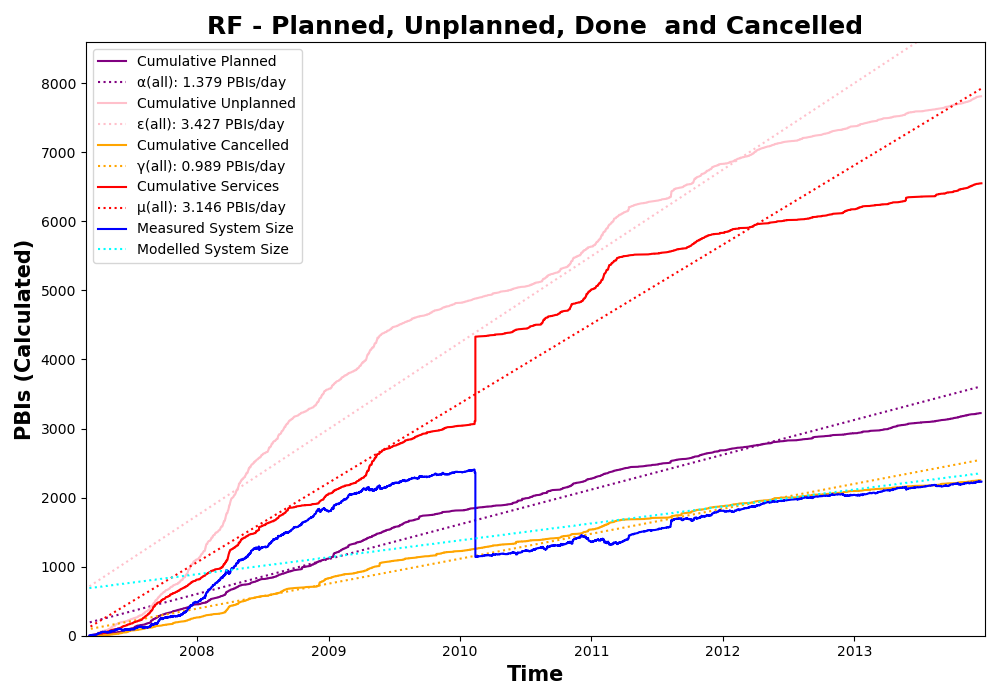 RF - Planned, Unplanned, Done  and Cancelled
Cumulative Planned
α(all): 1.379 PBIs/day
Cumulative Unplanned
ε(all): 3.427 PBIs/day
Cumulative Cancelled
γ(all): 0.989 PBIs/day
Cumulative Services
μ(all): 3.146 PBIs/day
Measured System Size
Modelled System Size
PBIs (Calculated)
8000
7000
6000
5000
4000
3000
2000
1000
0
2008 2009 2010 2011 2012 2013
Time